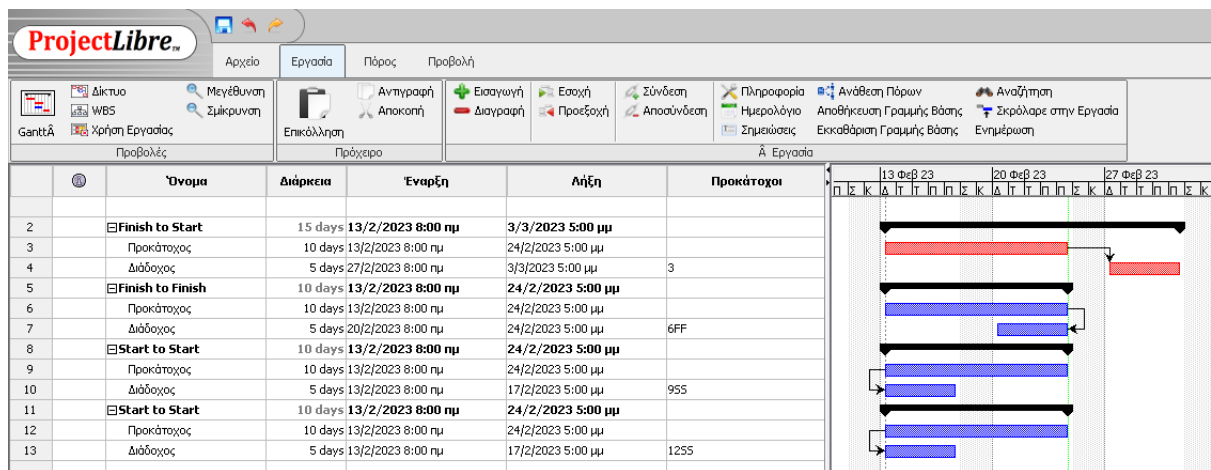 ProjectLibre™
Αρχείο Εργασία Πόρος Προβολή
Δίκτυο Μεγέθυνση Αντιγραφή Εισαγωγή Εσοχή Σύνδεση Πληροφορία Ανάθεση Πόρων Αναζήτηση
WBS Σμίκρυνση Αποκοπή Διαγραφή Προεξοχή Αποσύνδεση Ημερολόγιο Αποθήκευση Γραμμής Βάσης Σκρόλαρε στην Εργασία
GanttÂ Χρήση Εργασίας Επικόλληση Σημειώσεις Εκκαθάριση Γραμμής Βάσης Ενημέρωση
Προβολές Πρόχειρο Â Εργασία
Όνομα Διάρκεια Έναρξη Λήξη Προκάτοχοι 13 Φεβ 23 20 Φεβ 23 27 Φεβ 23
Π Σ Κ Δ Τ Τ Π Π Σ Κ Δ Τ Τ Π Π Σ Κ Δ Τ Τ Π Π Σ Κ
2 Finish to Start 15 days 13/2/2023 8:00 πμ 3/3/2023 5:00 μμ
3 Προκάτοχος 10 days 13/2/2023 8:00 πμ 24/2/2023 5:00 μμ
4 Διάδοχος 5 days 27/2/2023 8:00 πμ 3/3/2023 5:00 μμ 3
5 Finish to Finish 10 days 13/2/2023 8:00 πμ 24/2/2023 5:00 μμ
6 Προκάτοχος 10 days 13/2/2023 8:00 πμ 24/2/2023 5:00 μμ
7 Διάδοχος 5 days 20/2/2023 8:00 πμ 24/2/2023 5:00 μμ 6FF
8 Start to Start 10 days 13/2/2023 8:00 πμ 24/2/2023 5:00 μμ
9 Προκάτοχος 10 days 13/2/2023 8:00 πμ 24/2/2023 5:00 μμ
10 Διάδοχος 5 days 13/2/2023 8:00 πμ 17/2/2023 5:00 μμ 9SS
11 Start to Start 10 days 13/2/2023 8:00 πμ 24/2/2023 5:00 μμ
12 Προκάτοχος 10 days 13/2/2023 8:00 πμ 24/2/2023 5:00 μμ
13 Διάδοχος 5 days 13/2/2023 8:00 πμ 17/2/2023 5:00 μμ 12SS